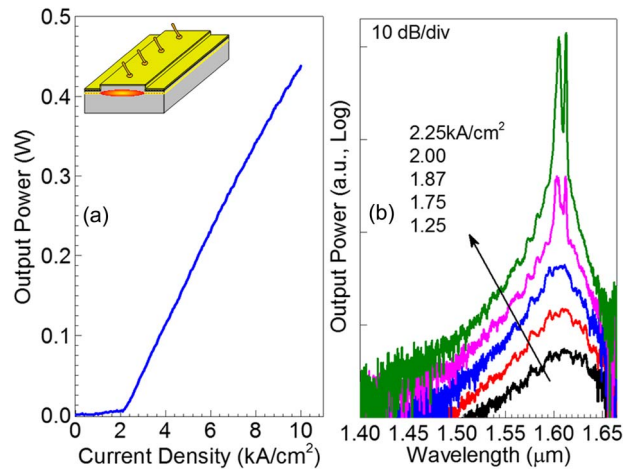 0.5
0.4
0.3
0.2
0.1
0.0
Output Power (W)
(a)
0 2 4 6 8 10
Current Density (kA/cm²)
10 dB/div
2.25kA/cm²
2.00
1.87
1.75
1.25
(b)
Output Power (a.u., Log)
1.40 1.50 1.55 1.60 1.65
Wavelength (μm)